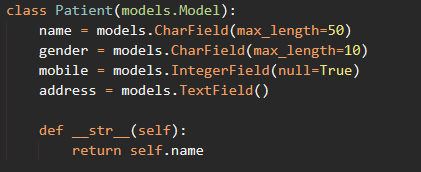 class Patient(models.Model):
    name = models.CharField(max_length=50)
    gender = models.CharField(max_length=10)
    mobile = models.IntegerField(null=True)
    address = models.TextField()

    def __str__(self):
        return self.name